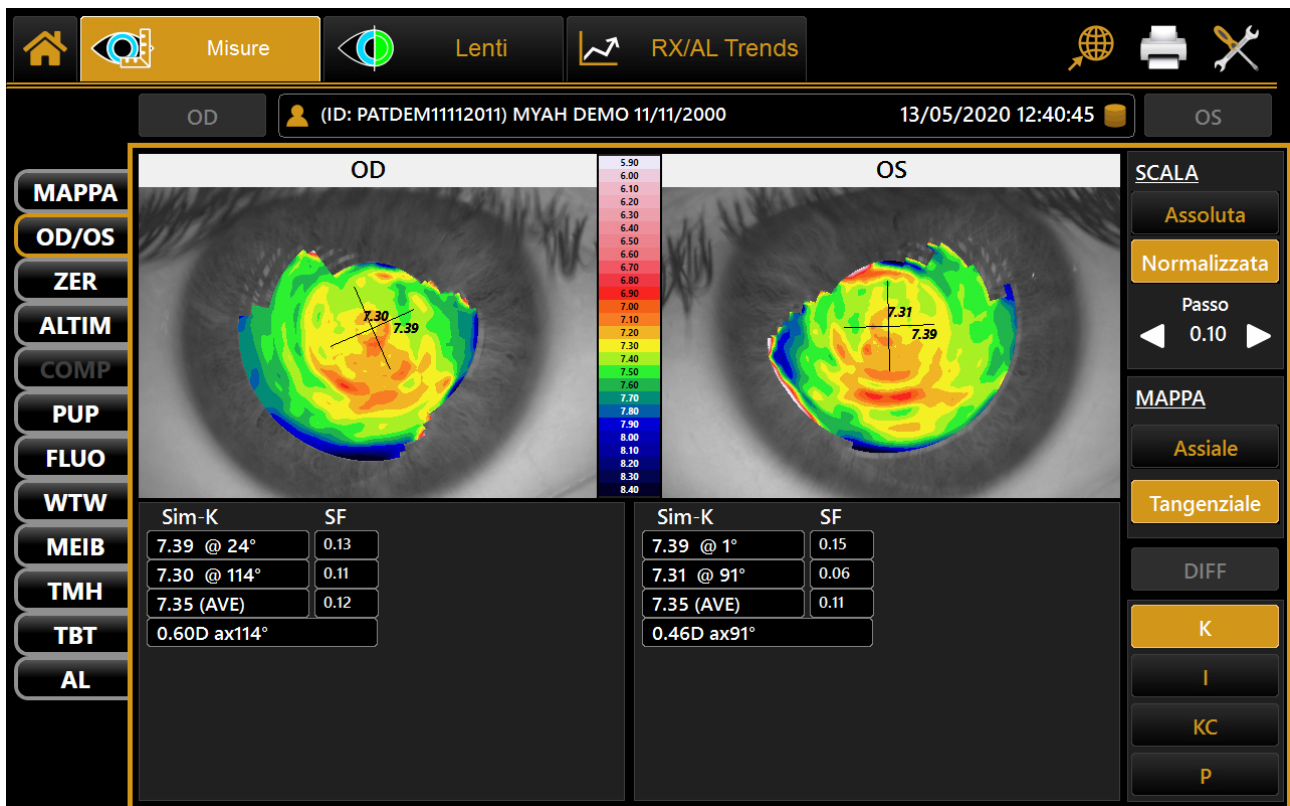 Misure
Lenti
RX/AL Trends
OD
(ID: PATDEM11112011) MYAH DEMO 11/11/2000
13/05/2020 12:40:45
OS
MAPPA
OD/OS
ZER
ALTIM
COMP
PUP
FLUO
WTW
MEIB
TMH
TBT
AL
OD
7.30
7.39
5.90
6.00
6.10
6.20
6.30
6.40
6.50
6.60
6.70
6.80
6.90
7.00
7.10
7.20
7.30
7.40
7.50
7.60
7.70
7.80
7.90
8.00
8.10
8.20
8.30
8.40
OS
7.31
7.39
Sim-K SF
7.39 @ 24° 0.13
7.30 @ 114° 0.11
7.35 (AVE) 0.12
0.60D ax114°
Sim-K SF
7.39 @ 1° 0.15
7.31 @ 91° 0.06
7.35 (AVE) 0.11
0.46D ax91°
SCALA
Assoluta
Normalizzata
Passo
0.10
MAPPA
Assiale
Tangenziale
DIFF
K
I
KC
P